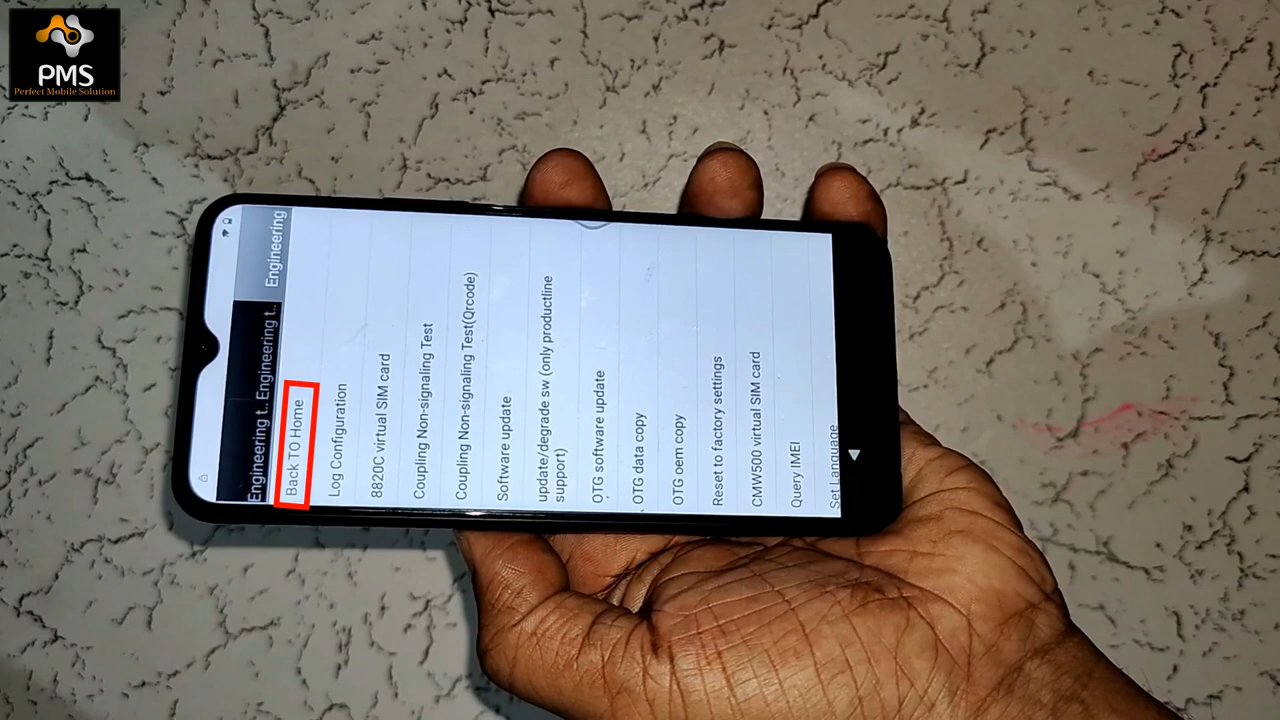 PMS
Perfect Mobile Solution
Engineering t.. Engineering t.. Engineering
Back TO Home
Log Configuration
8820C virtual SIM card
Coupling Non-signaling Test
Coupling Non-signaling Test(Qrcode)
Software update
update/degrade sw (only productline
support)
OTG software update
OTG data copy
OTG oem copy
Reset to factory settings
CMW500 virtual SIM card
Query IMEI
Set Language